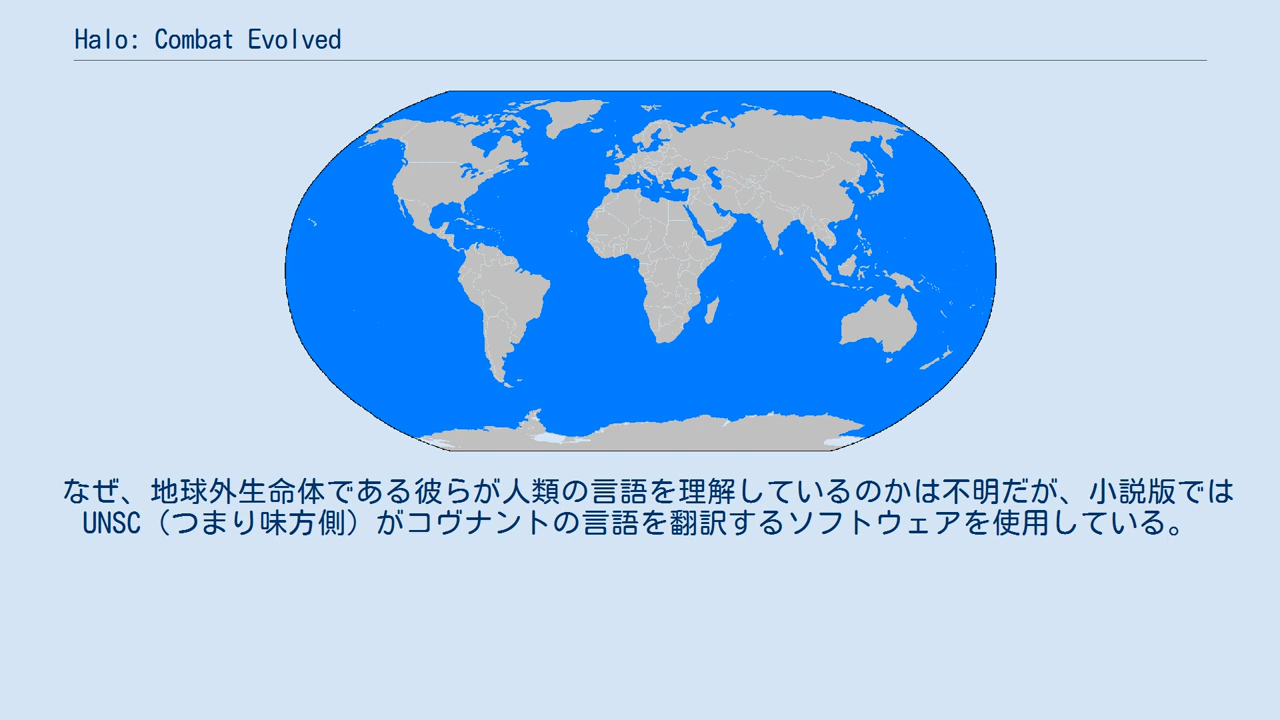 Halo: Combat Evolved
なぜ、地球外生命体である彼らが人類の言語を理解しているのかは不明だが、小説版では
UNSC（つまり味方側）がコヴナントの言語を翻訳するソフトウェアを使用している。